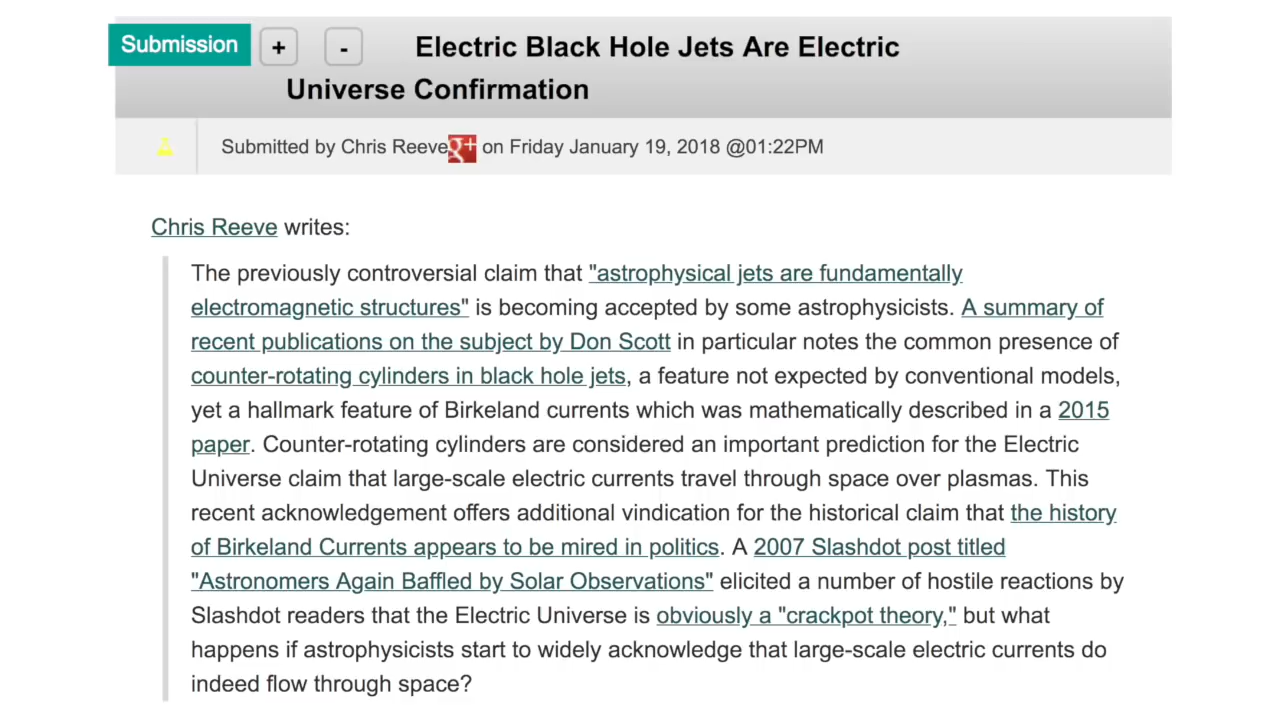 Submission + - Electric Black Hole Jets Are Electric
Universe Confirmation
Submitted by Chris Reeve g+ on Friday January 19, 2018 @01:22PM
Chris Reeve writes:
The previously controversial claim that "astrophysical jets are fundamentally
electromagnetic structures" is becoming accepted by some astrophysicists. A summary of
recent publications on the subject by Don Scott in particular notes the common presence of
counter-rotating cylinders in black hole jets, a feature not expected by conventional models,
yet a hallmark feature of Birkeland currents which was mathematically described in a 2015
paper. Counter-rotating cylinders are considered an important prediction for the Electric
Universe claim that large-scale electric currents travel through space over plasmas. This
recent acknowledgement offers additional vindication for the historical claim that the history
of Birkeland Currents appears to be mired in politics. A 2007 Slashdot post titled
"Astronomers Again Baffled by Solar Observations" elicited a number of hostile reactions by
Slashdot readers that the Electric Universe is obviously a "crackpot theory," but what
happens if astrophysicists start to widely acknowledge that large-scale electric currents do
indeed flow through space?